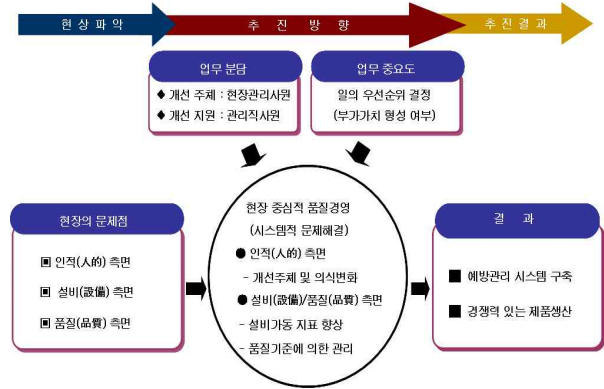 현 상 파 악
추 진 방 향
추 진 결 과
업무 분담
♦ 개선 주체 : 현장관리사원
♦ 개선 지원 : 관리직사원
업무 중요도
일의 우선순위 결정
(부가가치 형성 여부)
현장의 문제점
▣ 인적(人的) 측면
▣ 설비(設備) 측면
▣ 품질(品質) 측면
현장 중심적 품질경영
(시스템적 문제해결)
● 인적(人的) 측면
- 개선주체 및 의식변화
● 설비(設備)/품질(品質) 측면
- 설비가동 지표 향상
- 품질기준에 의한 관리
결 과
■ 예방관리 시스템 구축
■ 경쟁력 있는 제품생산